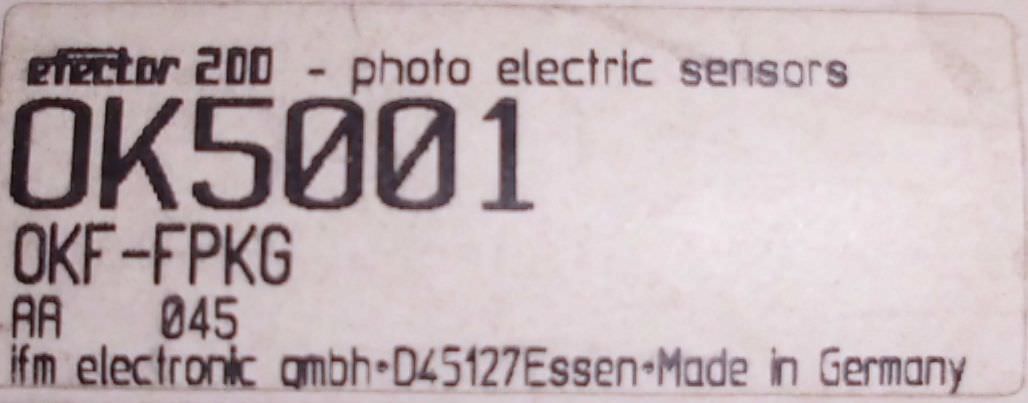 efector 200 - photo electric sensors
OK5001
OKF-FPKG
AA 045
ifm electronic gmbh•D45127Essen•Made in Germany